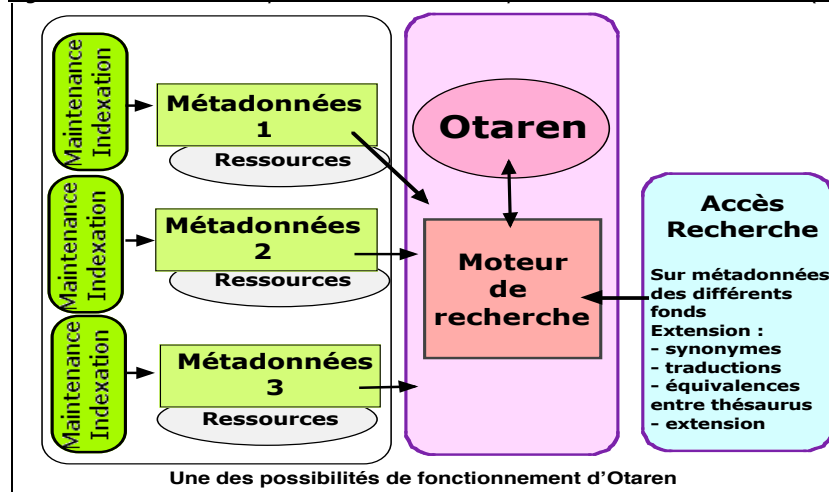 Maintenance
Indexation
Métadonnées
1
Ressources
Maintenance
Indexation
Métadonnées
2
Ressources
Maintenance
Indexation
Métadonnées
3
Ressources
Otaren
Moteur
de
recherche
Accès
Recherche
Sur métadonnées
des différents
fonds
Extension :
- synonymes
- traductions
- équivalences
entre thésaurus
- extension
Une des possibilités de fonctionnement d'Otaren